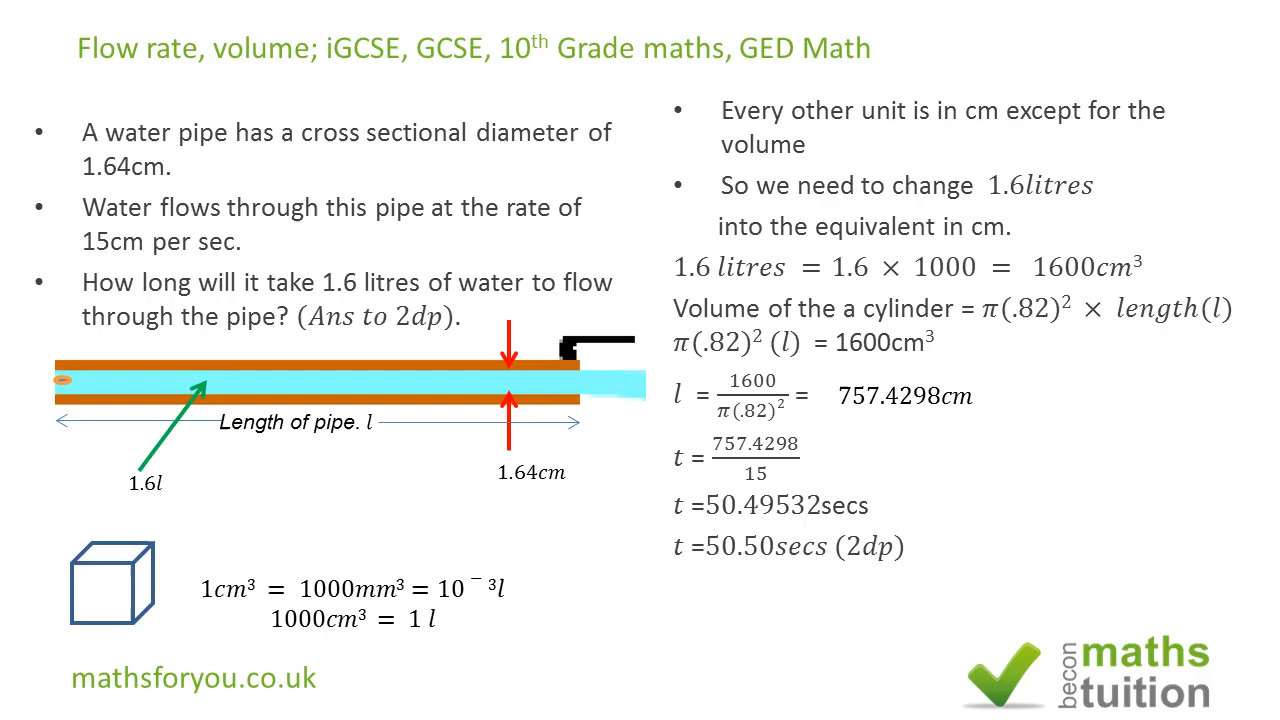 Flow rate, volume; iGCSE, GCSE, 10th Grade maths, GED Math
• A water pipe has a cross sectional diameter of
1.64cm.
• Water flows through this pipe at the rate of
15cm per sec.
• How long will it take 1.6 litres of water to flow
through the pipe? (Ans to 2dp).
Length of pipe. l
1.6l
1.64cm
1cm³ = 1000mm³ = 10⁻³l
1000cm³ = 1 l
mathsforyou.co.uk
• Every other unit is in cm except for the
volume
• So we need to change 1.6litres
into the equivalent in cm.
1.6 litres = 1.6 × 1000 = 1600cm³
Volume of the a cylinder = π(.82)² × length(l)
π(.82)² (l) = 1600cm³
l = 1600/π(.82)² = 757.4298cm
t = 757.4298/15
t =50.49532secs
t =50.50secs (2dp)
becon maths tuition